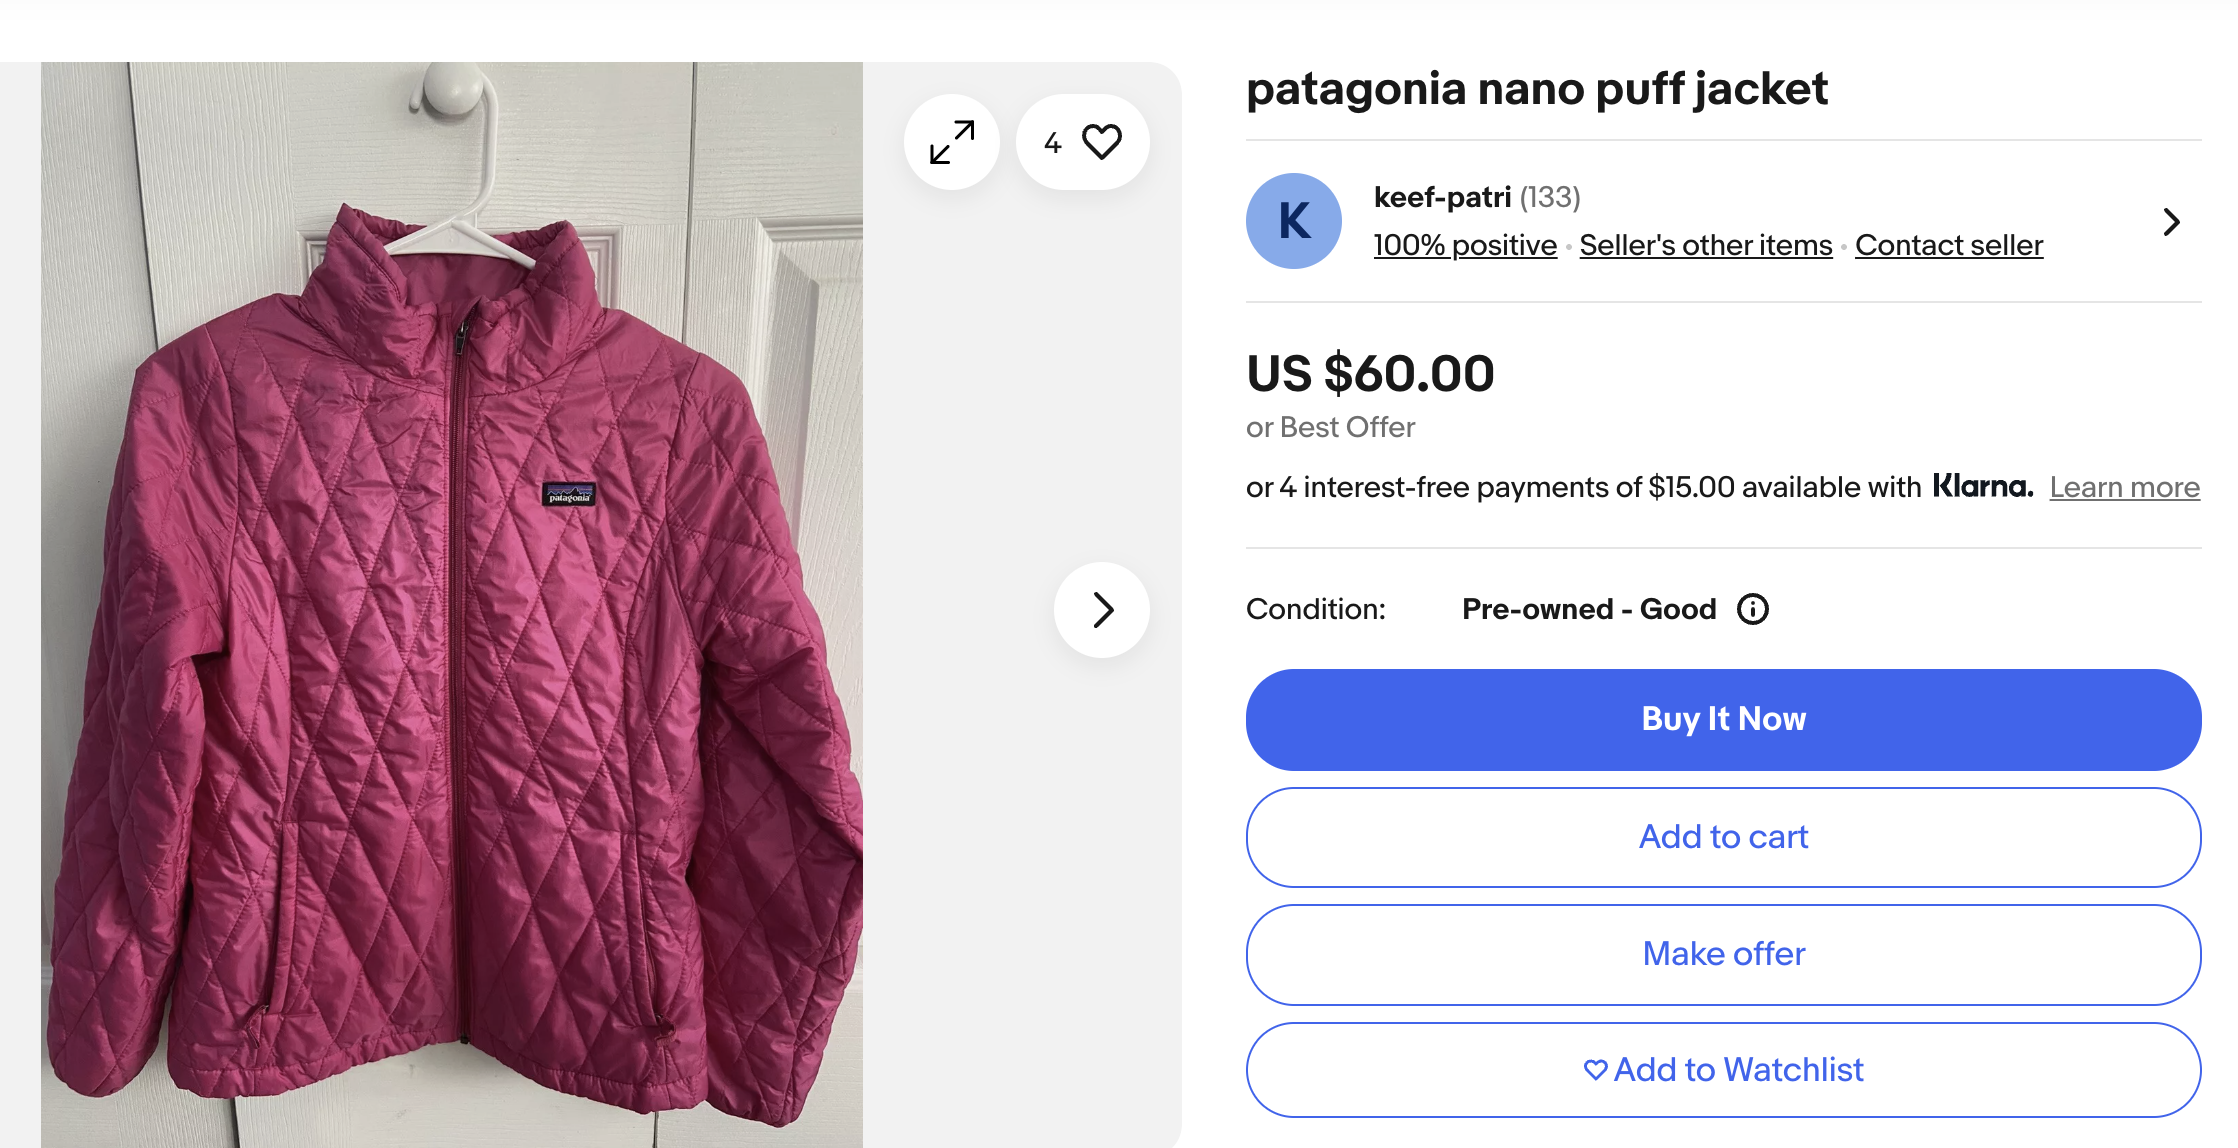 patagonia nano puff jacket
4
K
keef-patri (133)
100% positive • Seller's other items • Contact seller
US $60.00
or Best Offer
or 4 interest-free payments of $15.00 available with Klarna. Learn more
patagonia
Condition: Pre-owned - Good
Buy It Now
Add to cart
Make offer
Add to Watchlist